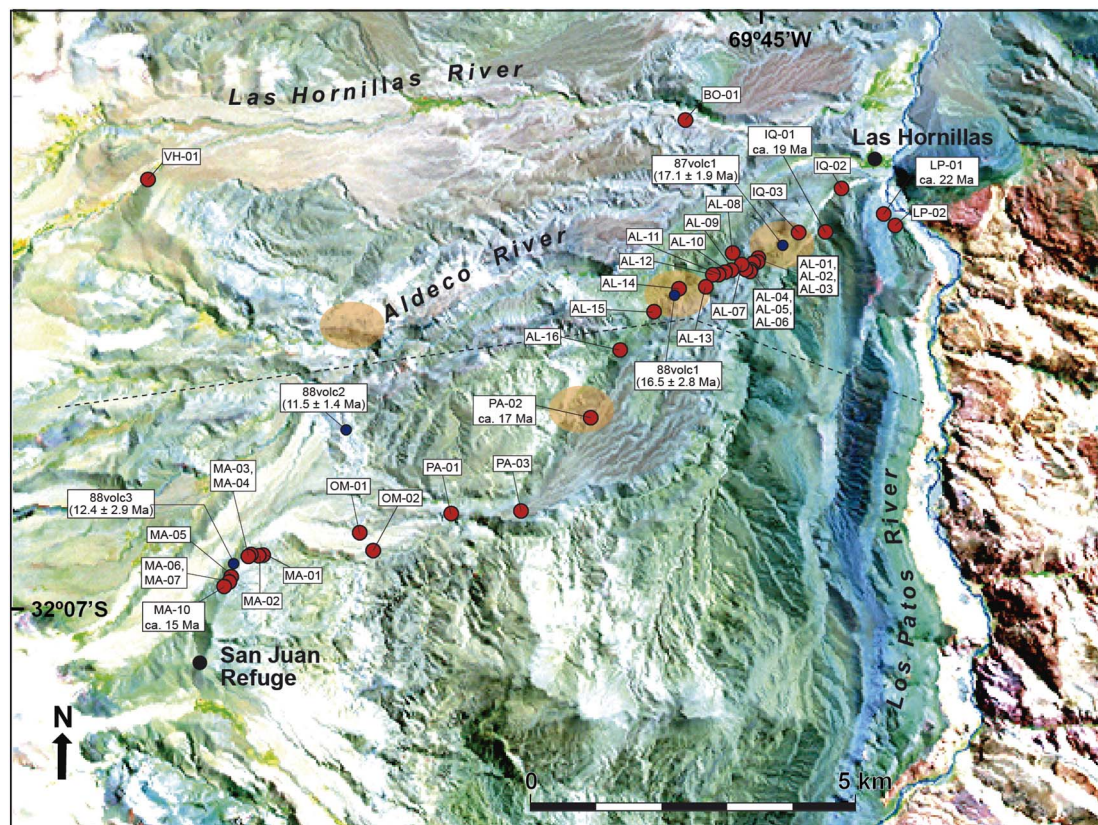 69º45'W
Las Hornillas River
BO-01
IQ-01
ca. 19 Ma
Las Hornillas
VH-01
87volc1
(17.1 ± 1.9 Ma)
IQ-02
LP-01
ca. 22 Ma
IQ-03
AL-08
LP-02
AL-09
AL-11
AL-10
AL-12
Aldeco River
AL-14
AL-01,
AL-02,
AL-03
AL-15
AL-07
AL-04,
AL-05,
AL-06
AL-16
AL-13
88volc1
(16.5 ± 2.8 Ma)
88volc2
(11.5 ± 1.4 Ma)
PA-02
ca. 17 Ma
MA-03,
MA-04
OM-01
PA-01
PA-03
88volc3
(12.4 ± 2.9 Ma)
OM-02
MA-05
MA-06,
MA-07
MA-01
MA-02
32º07'S
MA-10
ca. 15 Ma
San Juan
Refuge
Los Patos River
N
0
5 km